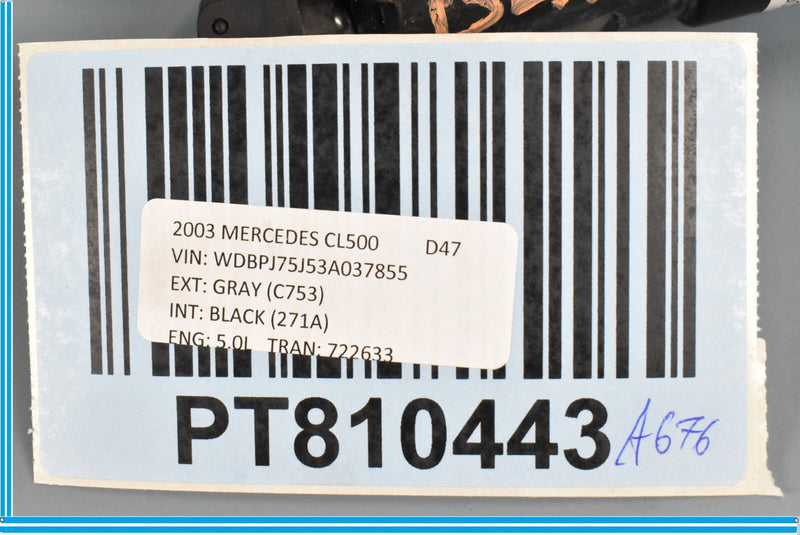 2003 MERCEDES CL500 D47
VIN: WDBPJ75J53A037855
EXT: GRAY (C753)
INT: BLACK (271A)
ENG: 5.0L TRAN: 722633
PT810443 A676